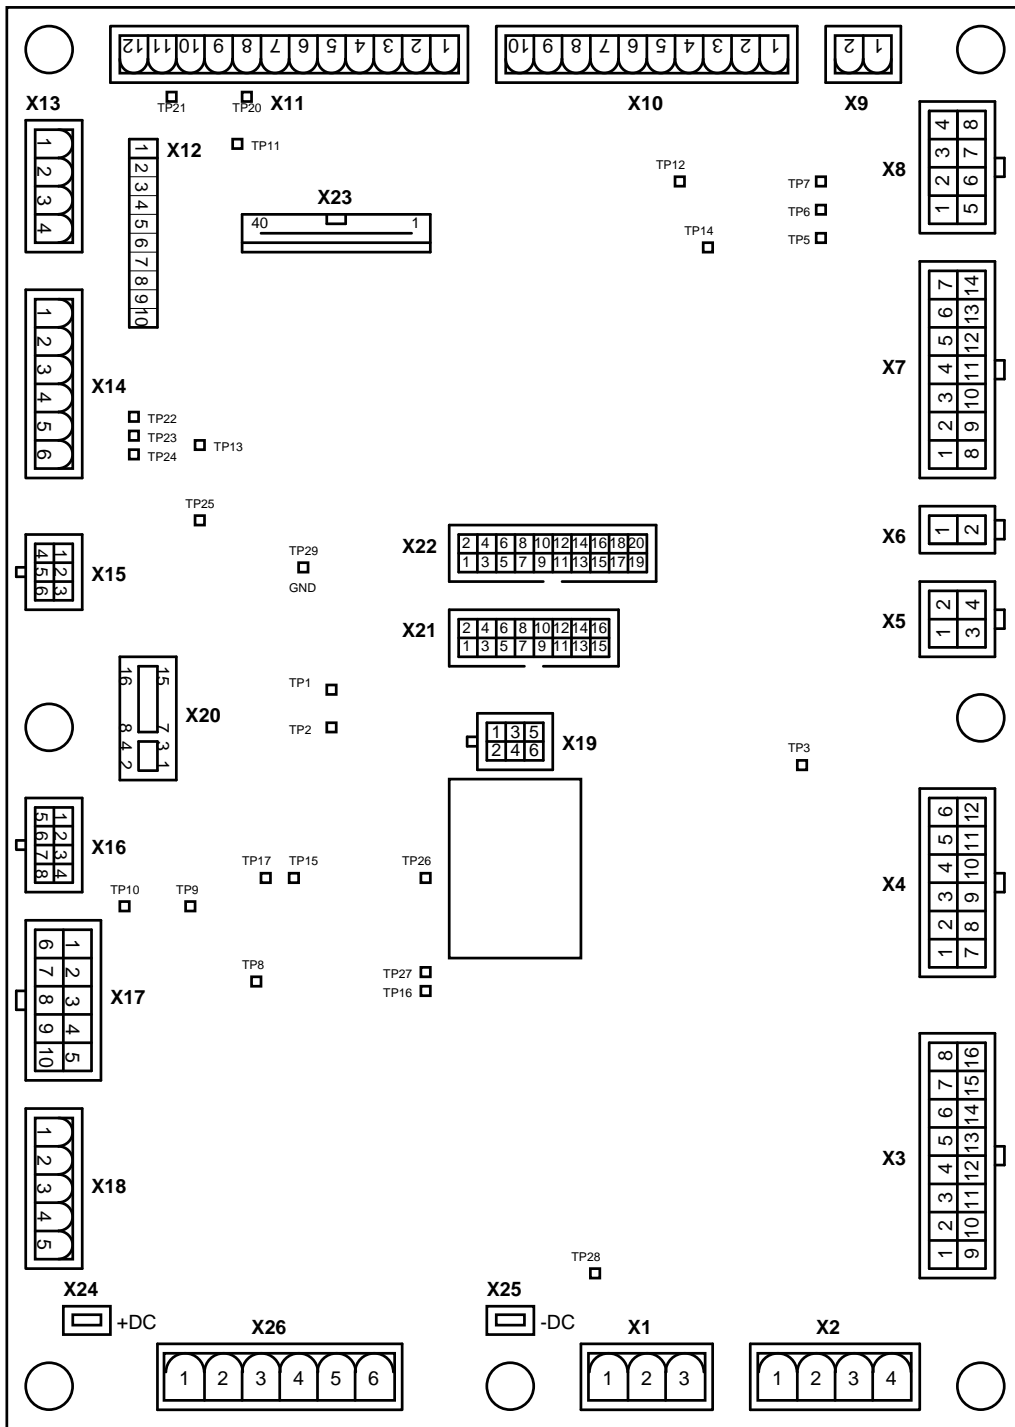 12 11 10 9 8 7 6 5 4 3 2 1
10 9 8 7 6 5 4 3 2 1
2 1
X13
TP21
TP20
X11
X10
X9
1 2 3 4
X12
1 2 3 4 5 6 7 8 9 10
TP11
X23
40 1
TP12
TP7
TP6
TP5
TP14
X8
4 8
3 7
2 6
1 5
X14
1 2 3 4 5 6
TP22
TP23
TP24
TP13
X7
7 14
6 13
5 12
4 11
3 10
2 9
1 8
TP25
X15
4 1
5 2
6 3
TP29
GND
X22
2 4 6 8 10 12 14 16 18 20
1 3 5 7 9 11 13 15 17 19
X6
1 2
X21
2 4 6 8 10 12 14 16
1 3 5 7 9 11 13 15
X5
2 4
1 3
X20
16 15
8 7
4 3
2 1
TP1
TP2
X19
1 3 5
2 4 6
TP3
X16
5 1
6 2
7 3
8 4
TP17
TP15
TP26
TP10
TP9
X4
6 12
5 11
4 10
3 9
2 8
1 7
X17
6 1
7 2
8 3
9 4
10 5
TP8
TP27
TP16
X3
8 16
7 15
6 14
5 13
4 12
3 11
2 10
1 9
X18
1 2 3 4 5
TP28
X24
+DC
X26
1 2 3 4 5 6
X25
-DC
X1
1 2 3
X2
1 2 3 4